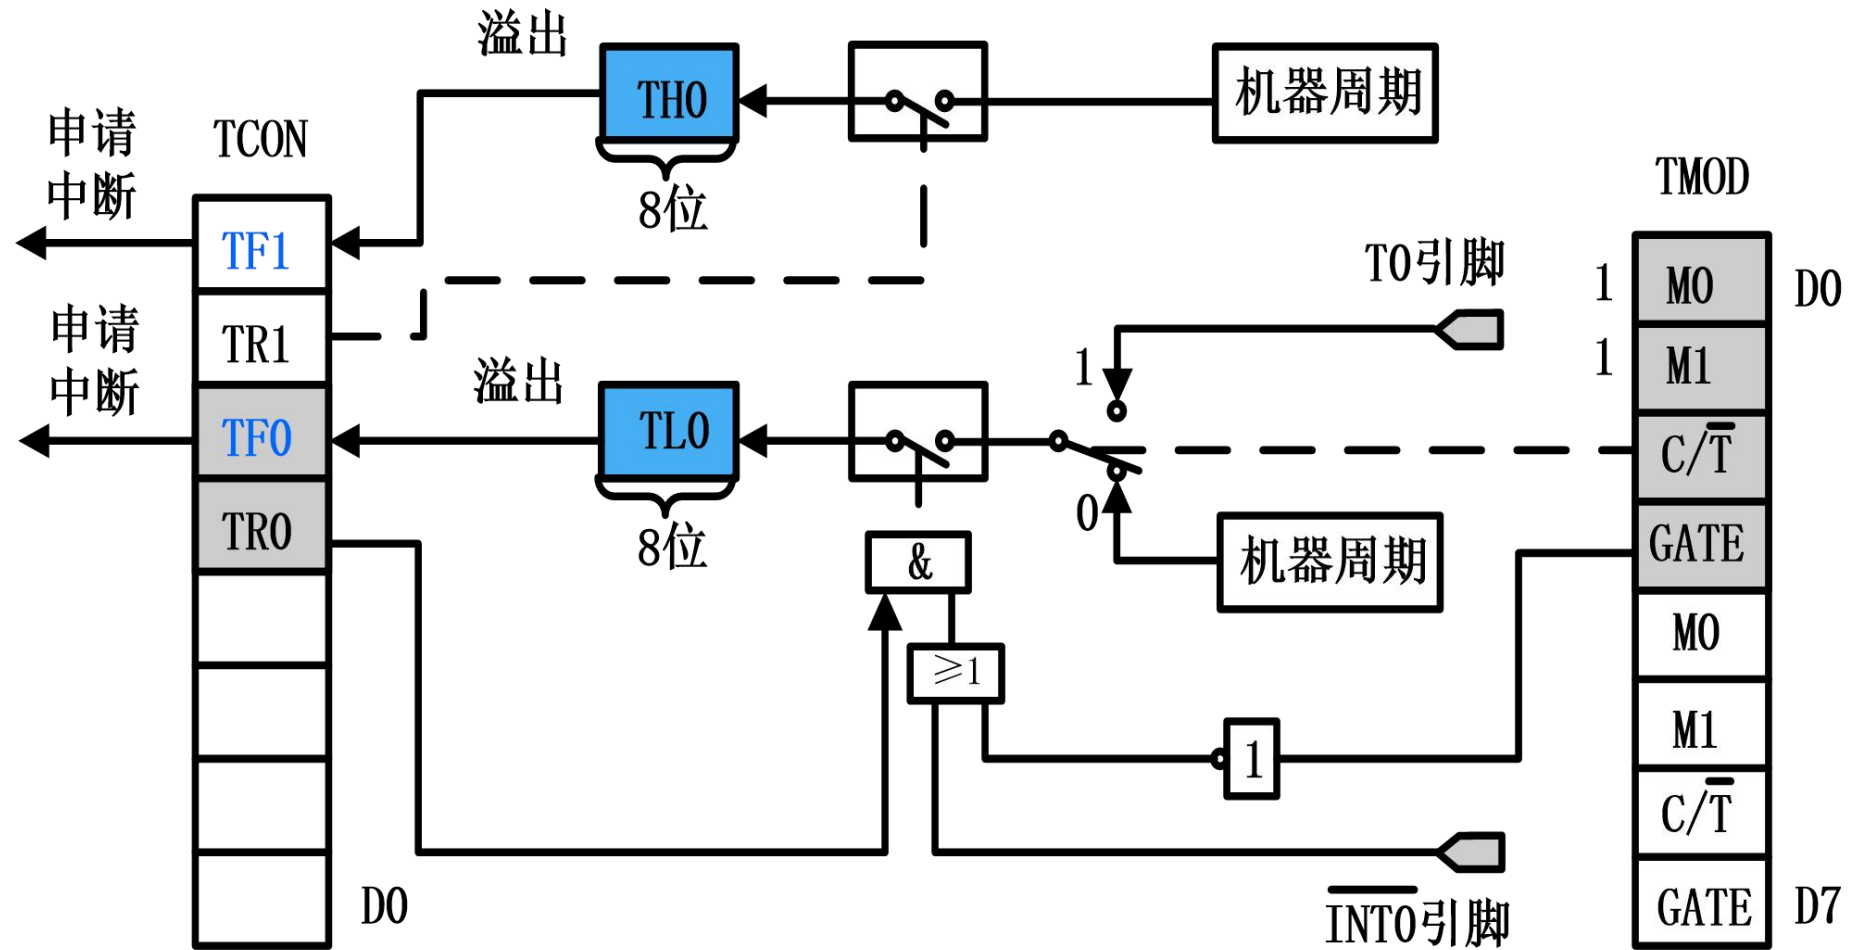 溢出
TH0
8位
机器周期
申请
中断
TCON
TF1
TR1
TF0
TR0
D0
申请
中断
溢出
TL0
8位
&
≥1
1
T0引脚
1
0
机器周期
INT0引脚
TMOD
1
M0
D0
1
M1
C/T̅
GATE
M0
M1
C/T̅
GATE
D7